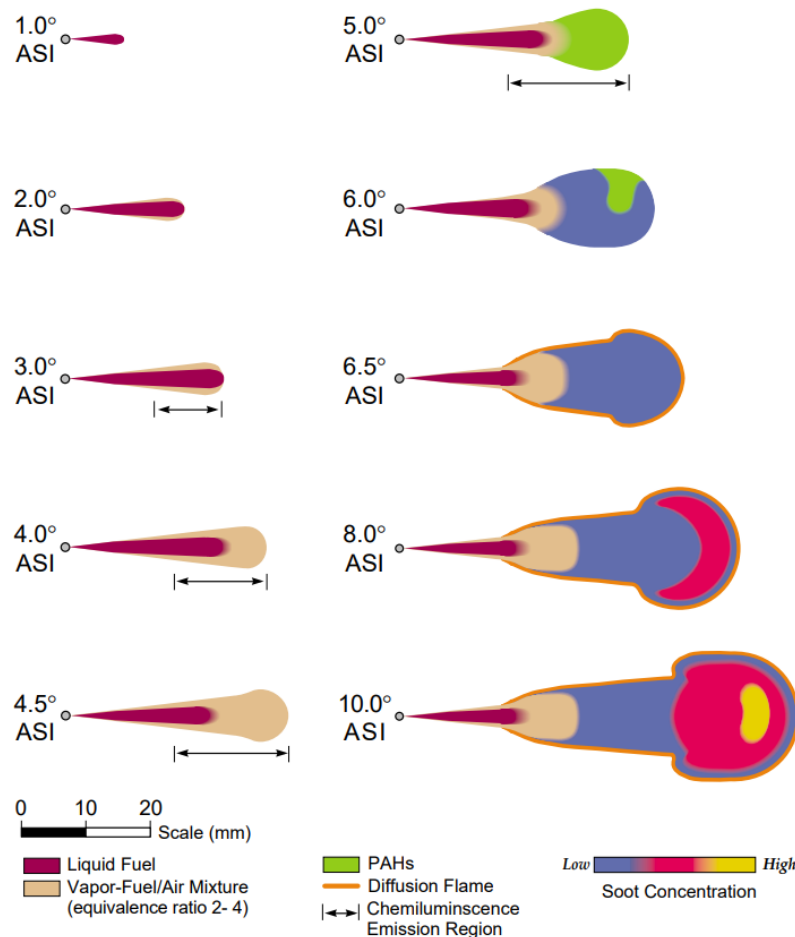 1.0°
ASI
2.0°
ASI
3.0°
ASI
4.0°
ASI
4.5°
ASI
5.0°
ASI
6.0°
ASI
6.5°
ASI
8.0°
ASI
10.0°
ASI
0 10 20
Scale (mm)
Liquid Fuel
Vapor-Fuel/Air Mixture
(equivalence ratio 2- 4)
PAHs
Diffusion Flame
Chemiluminscence
Emission Region
Low High
Soot Concentration